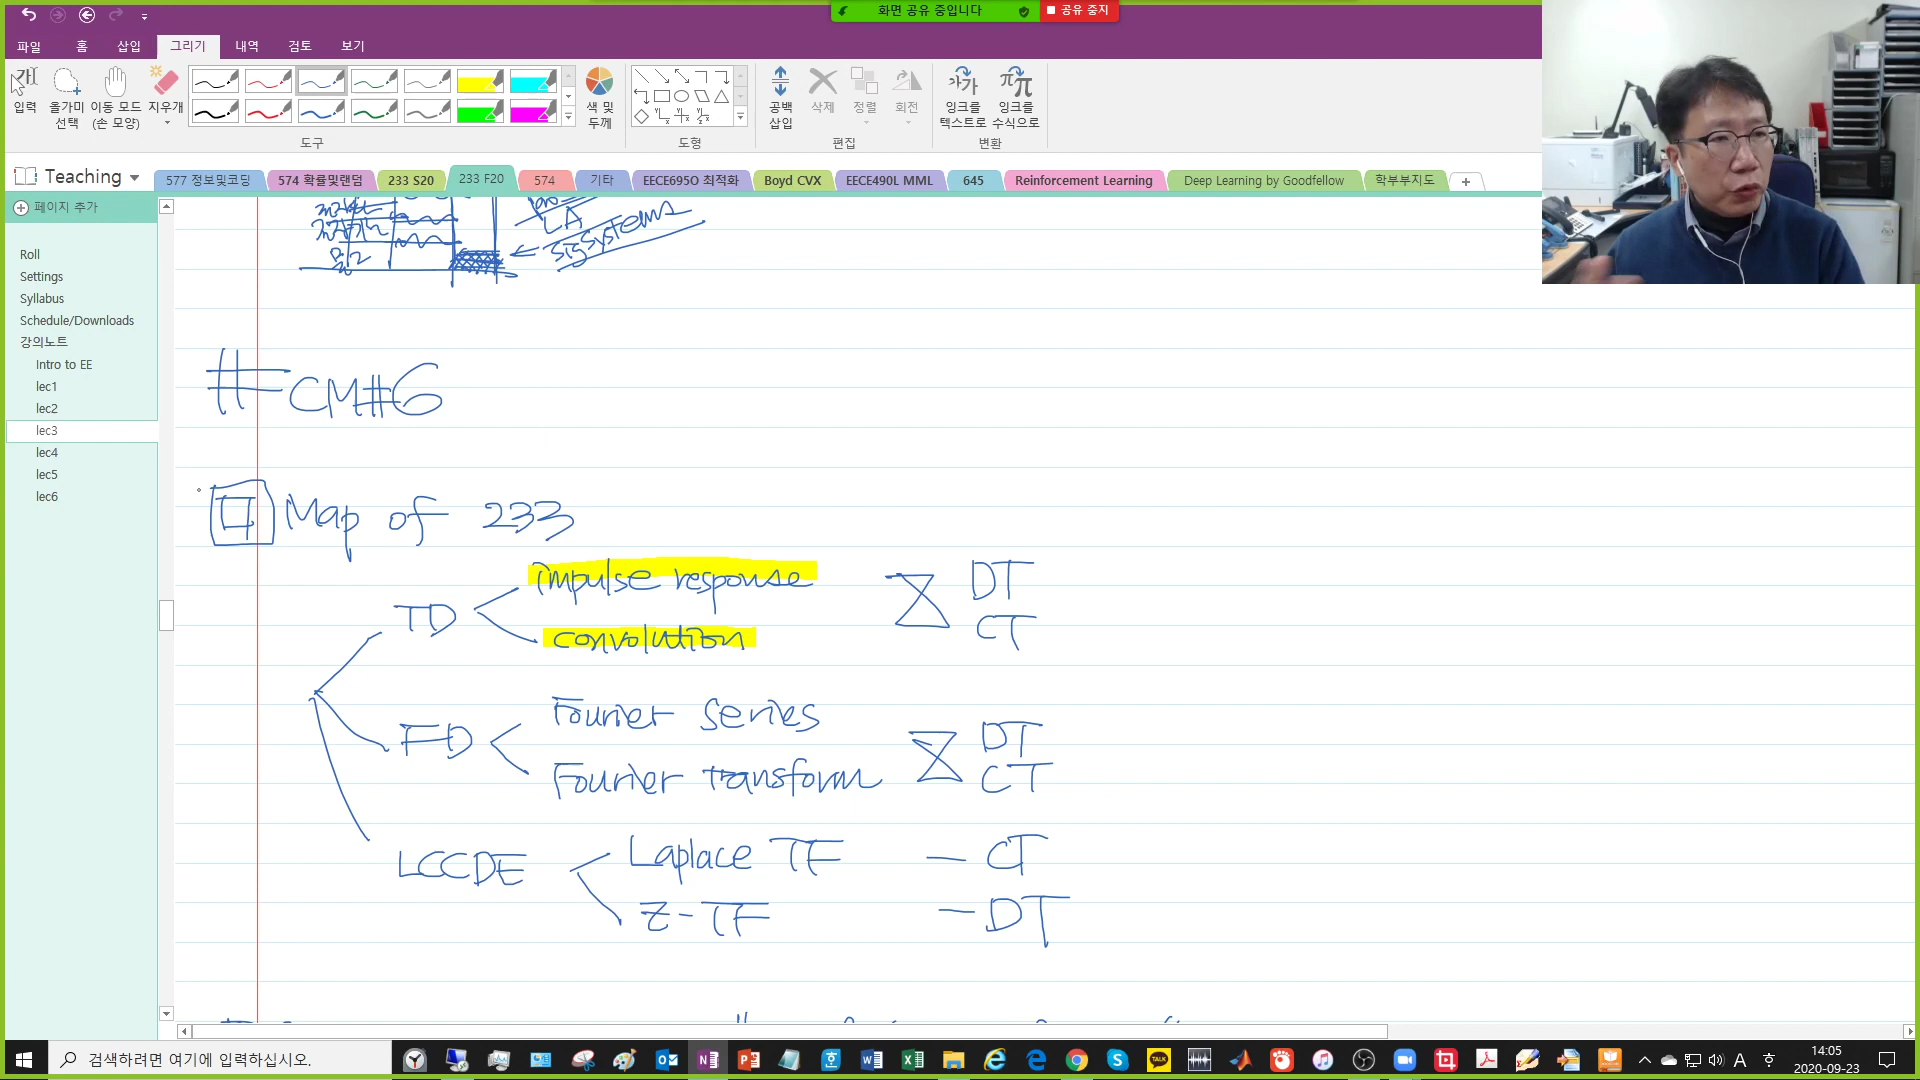 화면 공유 중입니다 공유 중지
파일 홈 삽입 그리기 내역 검토 보기
입력 올가미 선택 이동 모드 (손 모양) 지우개 색 및 두께 공백 삽입 삭제 정렬 회전 잉크를 텍스트로 잉크를 수식으로
도구 도형 편집 변환
Teaching 577 정보및코딩 574 확률및랜덤 233 S20 233 F20 574 기타 EECE695O 최적화 Boyd CVX EECE490L MML 645 Reinforcement Learning Deep Learning by Goodfellow 학부부지도
페이지 추가
Roll
Settings
Syllabus
Schedule/Downloads
강의노트
Intro to EE
lec1
lec2
lec3
lec4
lec5
lec6
LA
sigsystems
# CM#6
Map of 233
impulse response
TD
convolution
DT
CT
Fourier Series
FD
Fourier transform
DT
CT
Laplace TF — CT
LCCDE
Z-TF — DT
검색하려면 여기에 입력하십시오.
TALK
A
14:05
2020-09-23